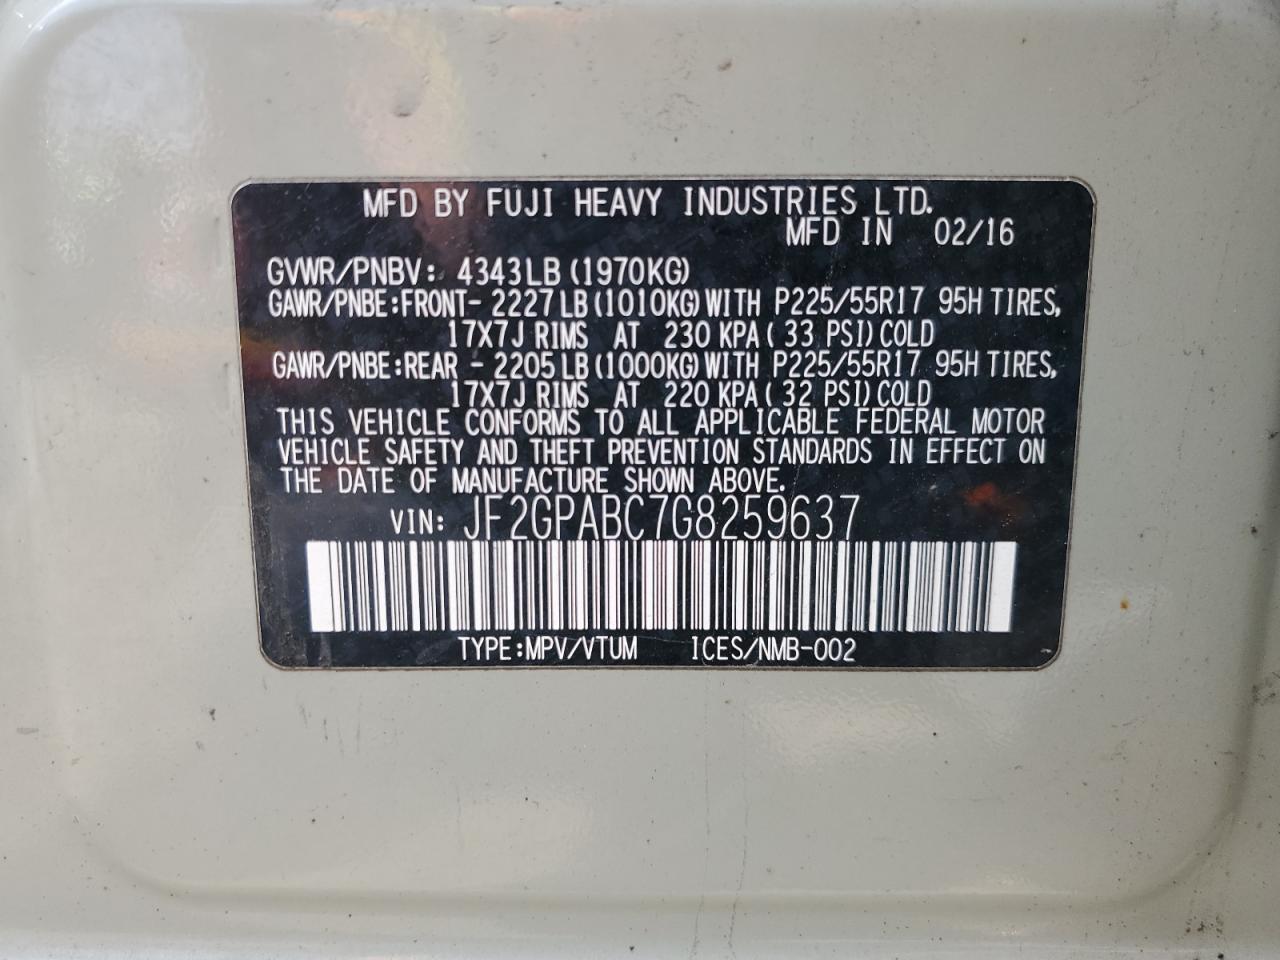 MFD BY FUJI HEAVY INDUSTRIES LTD.
MFD IN 02/16
GVWR/PNBV: 4343LB (1970KG)
GAWR/PNBE:FRONT- 2227LB (1010KG) WITH P225/55R17 95H TIRES,
17X7J RIMS AT 230 KPA ( 33 PSI) COLD
GAWR/PNBE:REAR - 2205LB (1000KG) WITH P225/55R17 95H TIRES,
17X7J RIMS AT 220 KPA ( 32 PSI) COLD
THIS VEHICLE CONFORMS TO ALL APPLICABLE FEDERAL MOTOR
VEHICLE SAFETY AND THEFT PREVENTION STANDARDS IN EFFECT ON
THE DATE OF MANUFACTURE SHOWN ABOVE.
VIN: JF2GPABC7G8259637
TYPE:MPV/VTUM ICES/NMB-002